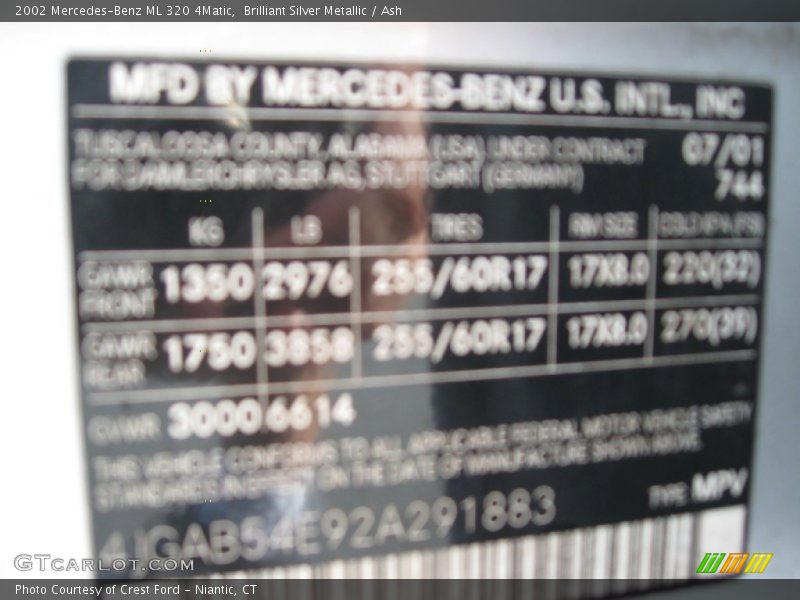 2002 Mercedes-Benz ML 320 4Matic,  Brilliant Silver Metallic / Ash
MFD BY MERCEDES-BENZ U.S. INTL., INC
TUSCALOOSA COUNTY, ALABAMA (USA) UNDER CONTRACT 07/01
FOR DAIMLERCHRYSLER AG, STUTTGART (GERMANY) 744
KG LB TIRES RIM SIZE COLD KPA/PSI
GAWR FRONT 1350 2976 255/60R17 17X8.0 220(32)
GAWR REAR 1750 3858 255/60R17 17X8.0 270(39)
GVWR 3000 6614
THIS VEHICLE CONFORMS TO ALL APPLICABLE FEDERAL MOTOR VEHICLE SAFETY
STANDARDS IN EFFECT ON THE DATE OF MANUFACTURE SHOWN ABOVE.
4JGAB54E92A291883 TYPE: MPV
GTcarlot.com
Photo Courtesy of Crest Ford - Niantic, CT